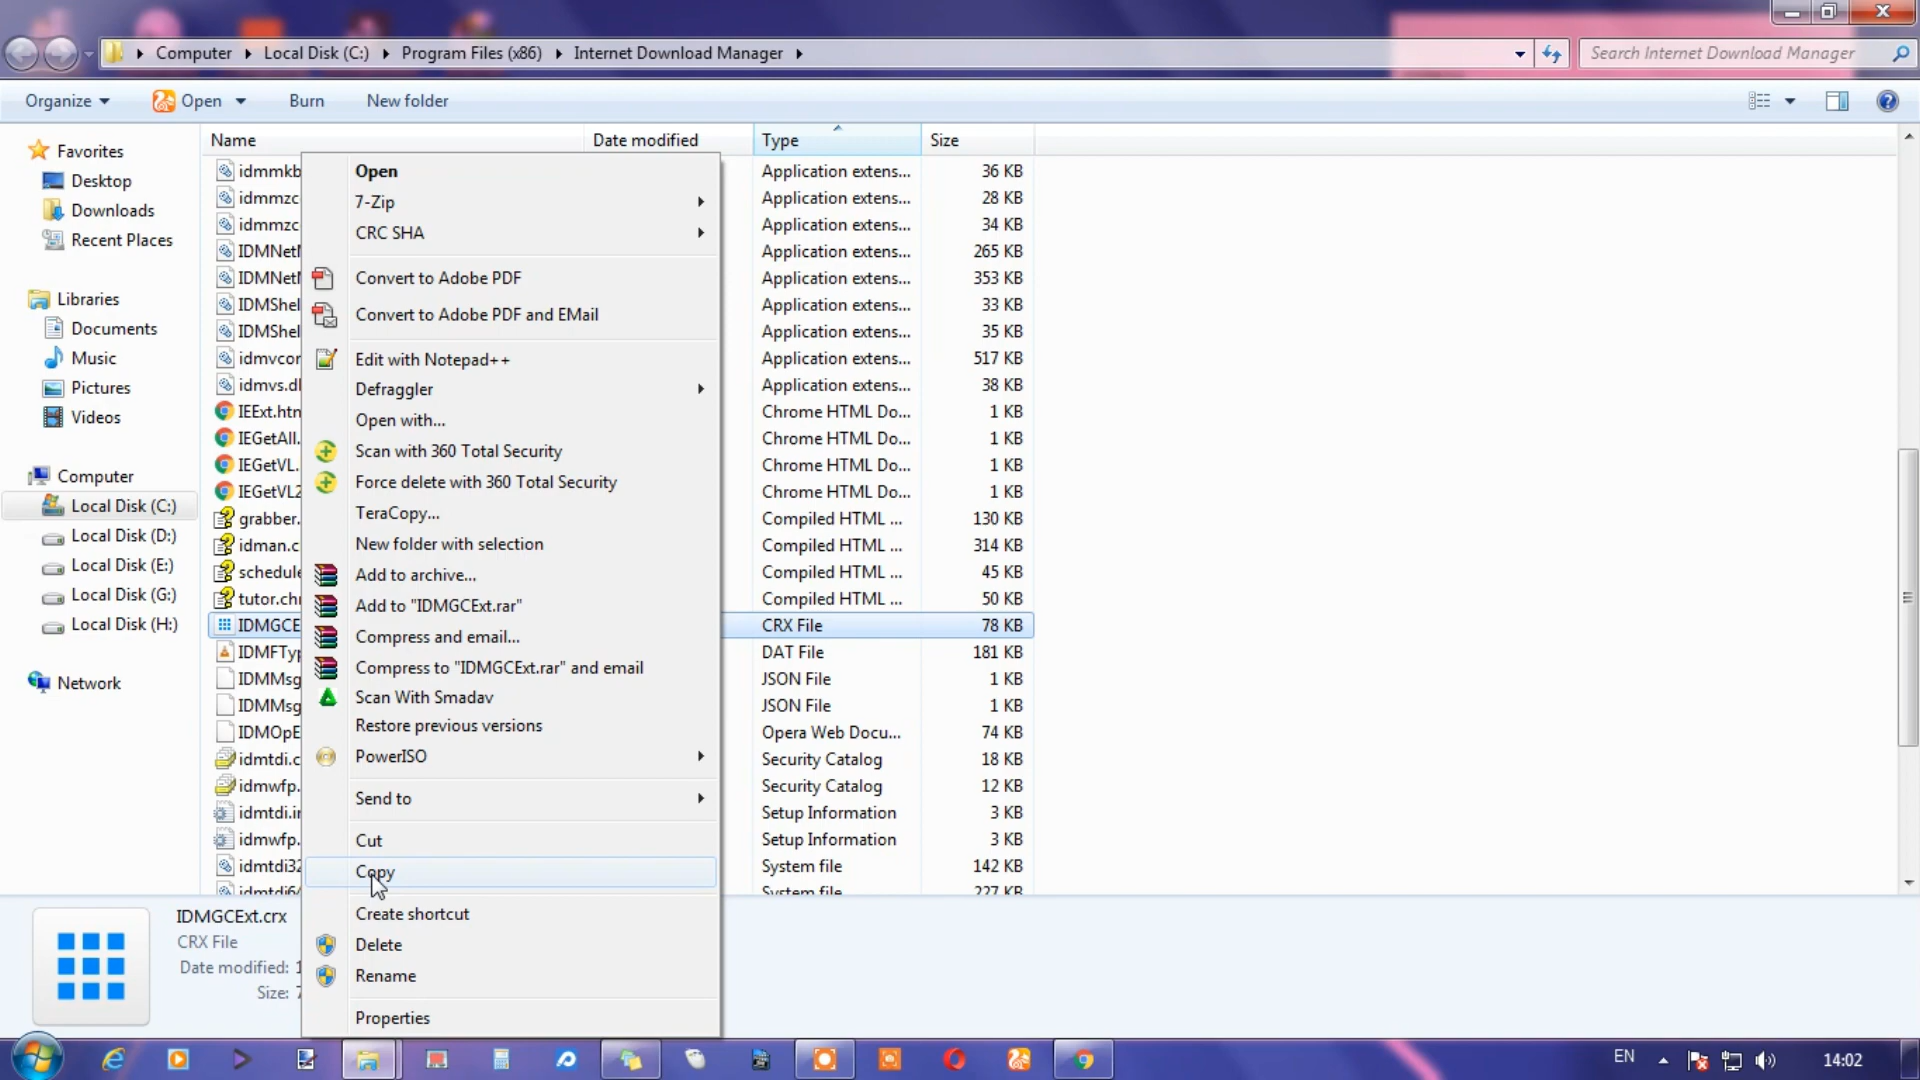 Computer Local Disk (C:) Program Files (x86) Internet Download Manager
Search Internet Download Manager
Organize Open Burn New folder
Name Date modified Type Size
Favorites
Desktop
Downloads
Recent Places
Libraries
Documents
Music
Pictures
Videos
Computer
Local Disk (C:)
Local Disk (D:)
Local Disk (E:)
Local Disk (G:)
Local Disk (H:)
Network
idmmkb Application extens... 36 KB
idmmzc Application extens... 28 KB
idmmzc Application extens... 34 KB
IDMNet Application extens... 265 KB
IDMNet Application extens... 353 KB
IDMShel Application extens... 33 KB
IDMShel Application extens... 35 KB
idmvcor Application extens... 517 KB
idmvs.dl Application extens... 38 KB
IEExt.htn Chrome HTML Do... 1 KB
IEGetAll. Chrome HTML Do... 1 KB
IEGetVL. Chrome HTML Do... 1 KB
IEGetVL2 Chrome HTML Do... 1 KB
grabber. Compiled HTML ... 130 KB
idman.c Compiled HTML ... 314 KB
schedule Compiled HTML ... 45 KB
tutor.chr Compiled HTML ... 50 KB
IDMGCE CRX File 78 KB
IDMFTyp DAT File 181 KB
IDMMsg JSON File 1 KB
IDMMsg JSON File 1 KB
IDMOpE Opera Web Docu... 74 KB
idmtdi.c Security Catalog 18 KB
idmwfp. Security Catalog 12 KB
idmtdi.ir Setup Information 3 KB
idmwfp. Setup Information 3 KB
idmtdi32 System file 142 KB
idmtdi64 System file 227 KB
Open
7-Zip
CRC SHA
Convert to Adobe PDF
Convert to Adobe PDF and EMail
Edit with Notepad++
Defraggler
Open with...
Scan with 360 Total Security
Force delete with 360 Total Security
TeraCopy...
New folder with selection
Add to archive...
Add to "IDMGCExt.rar"
Compress and email...
Compress to "IDMGCExt.rar" and email
Scan With Smadav
Restore previous versions
PowerISO
Send to
Cut
Copy
Create shortcut
Delete
Rename
Properties
IDMGCExt.crx
CRX File
Date modified: 1
Size: 7
EN 14:02